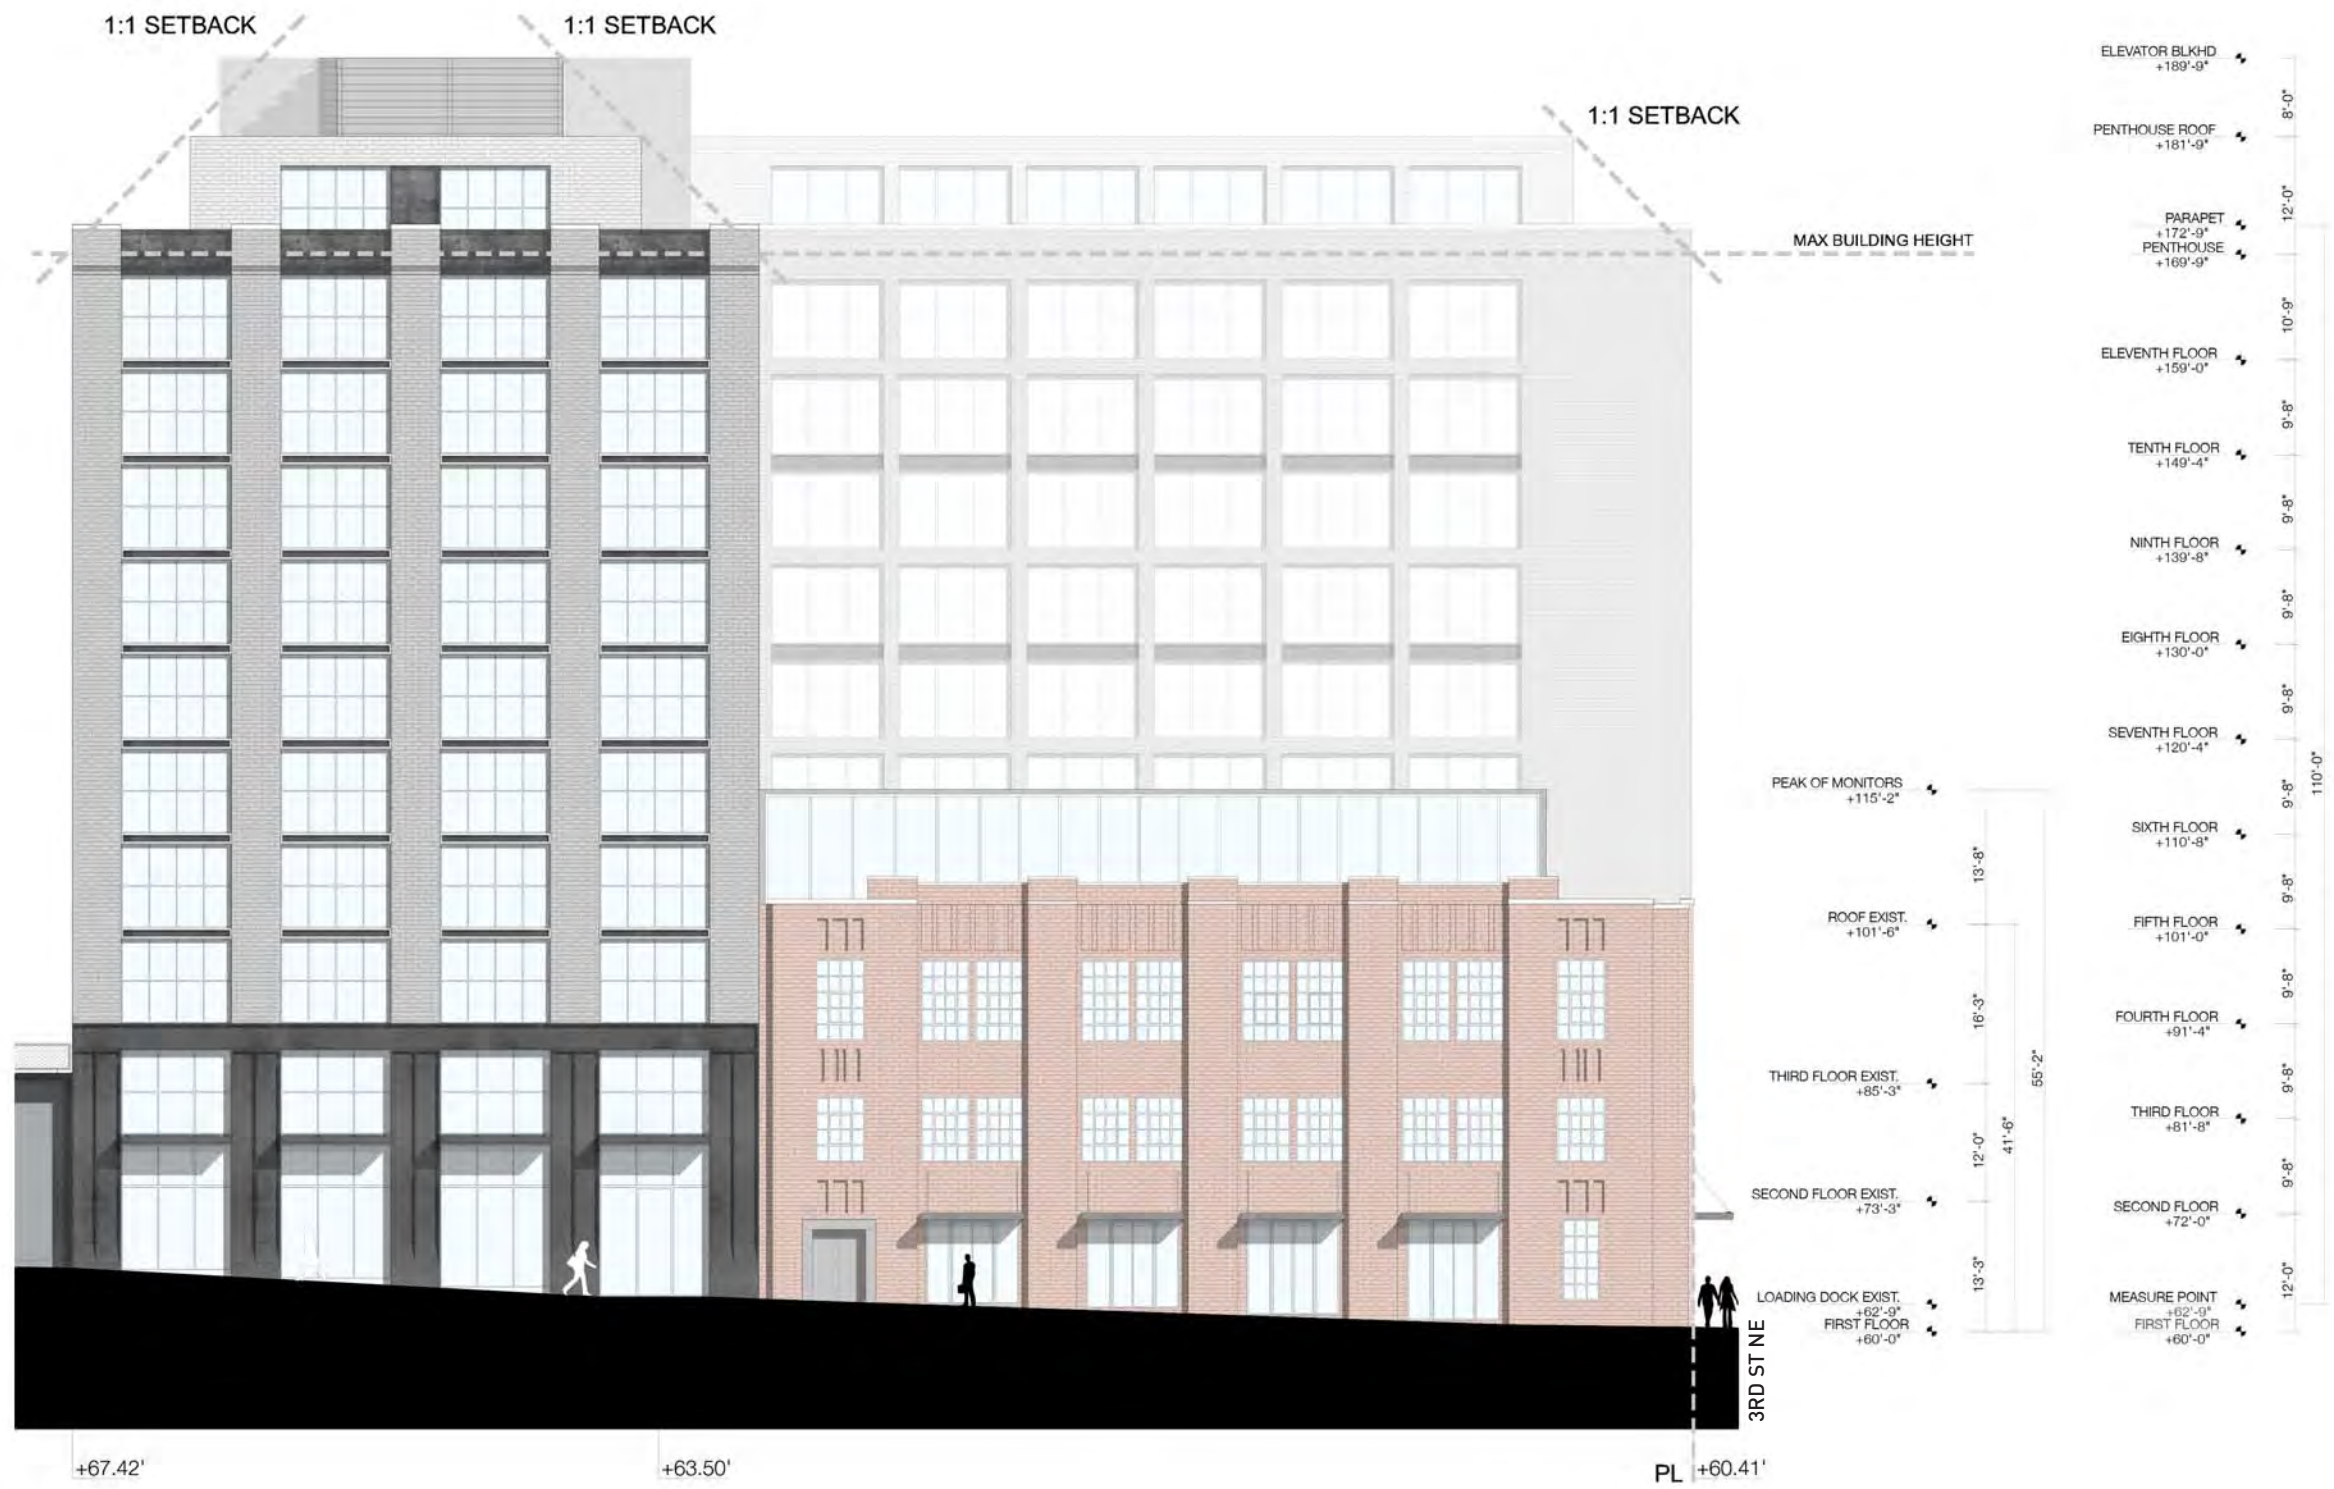 1:1 SETBACK
1:1 SETBACK
1:1 SETBACK
MAX BUILDING HEIGHT
ELEVATOR BLKHD
+189'-9"
8'-0"
PENTHOUSE ROOF
+181'-9"
12'-0"
PARAPET
+172'-9"
PENTHOUSE
+169'-9"
10'-9"
ELEVENTH FLOOR
+159'-0"
9'-8"
TENTH FLOOR
+149'-4"
9'-8"
NINTH FLOOR
+139'-8"
9'-8"
EIGHTH FLOOR
+130'-0"
9'-8"
SEVENTH FLOOR
+120'-4"
9'-8"
110'-0"
SIXTH FLOOR
+110'-8"
9'-8"
FIFTH FLOOR
+101'-0"
9'-8"
FOURTH FLOOR
+91'-4"
9'-8"
THIRD FLOOR
+81'-8"
9'-8"
SECOND FLOOR
+72'-0"
12'-0"
MEASURE POINT
+62'-9"
FIRST FLOOR
+60'-0"
PEAK OF MONITORS
+115'-2"
13'-8"
ROOF EXIST.
+101'-6"
16'-3"
THIRD FLOOR EXIST.
+85'-3"
12'-0"
41'-6"
55'-2"
SECOND FLOOR EXIST.
+73'-3"
13'-3"
LOADING DOCK EXIST.
+62'-9"
FIRST FLOOR
+60'-0"
3RD ST NE
+67.42'
+63.50'
PL
+60.41'